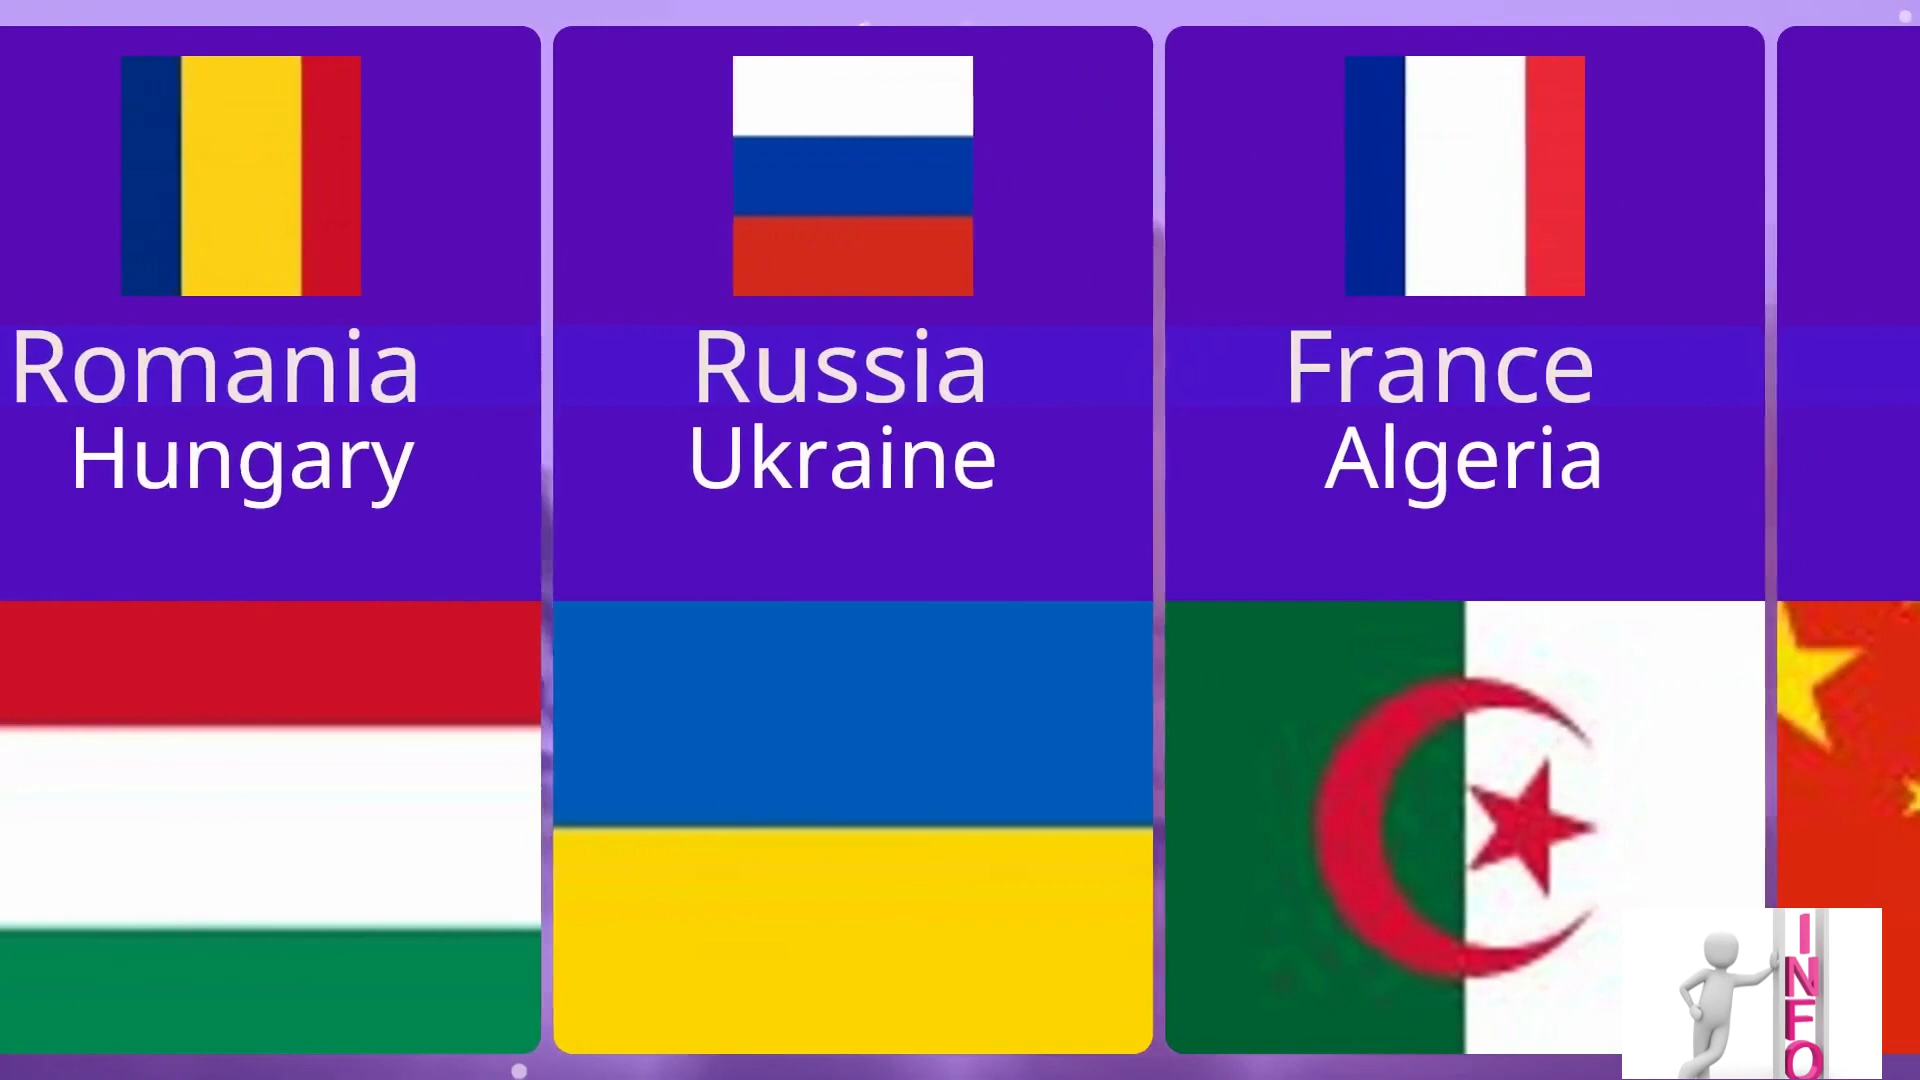 Romania
Hungary
Russia
Ukraine
France
Algeria
INFO